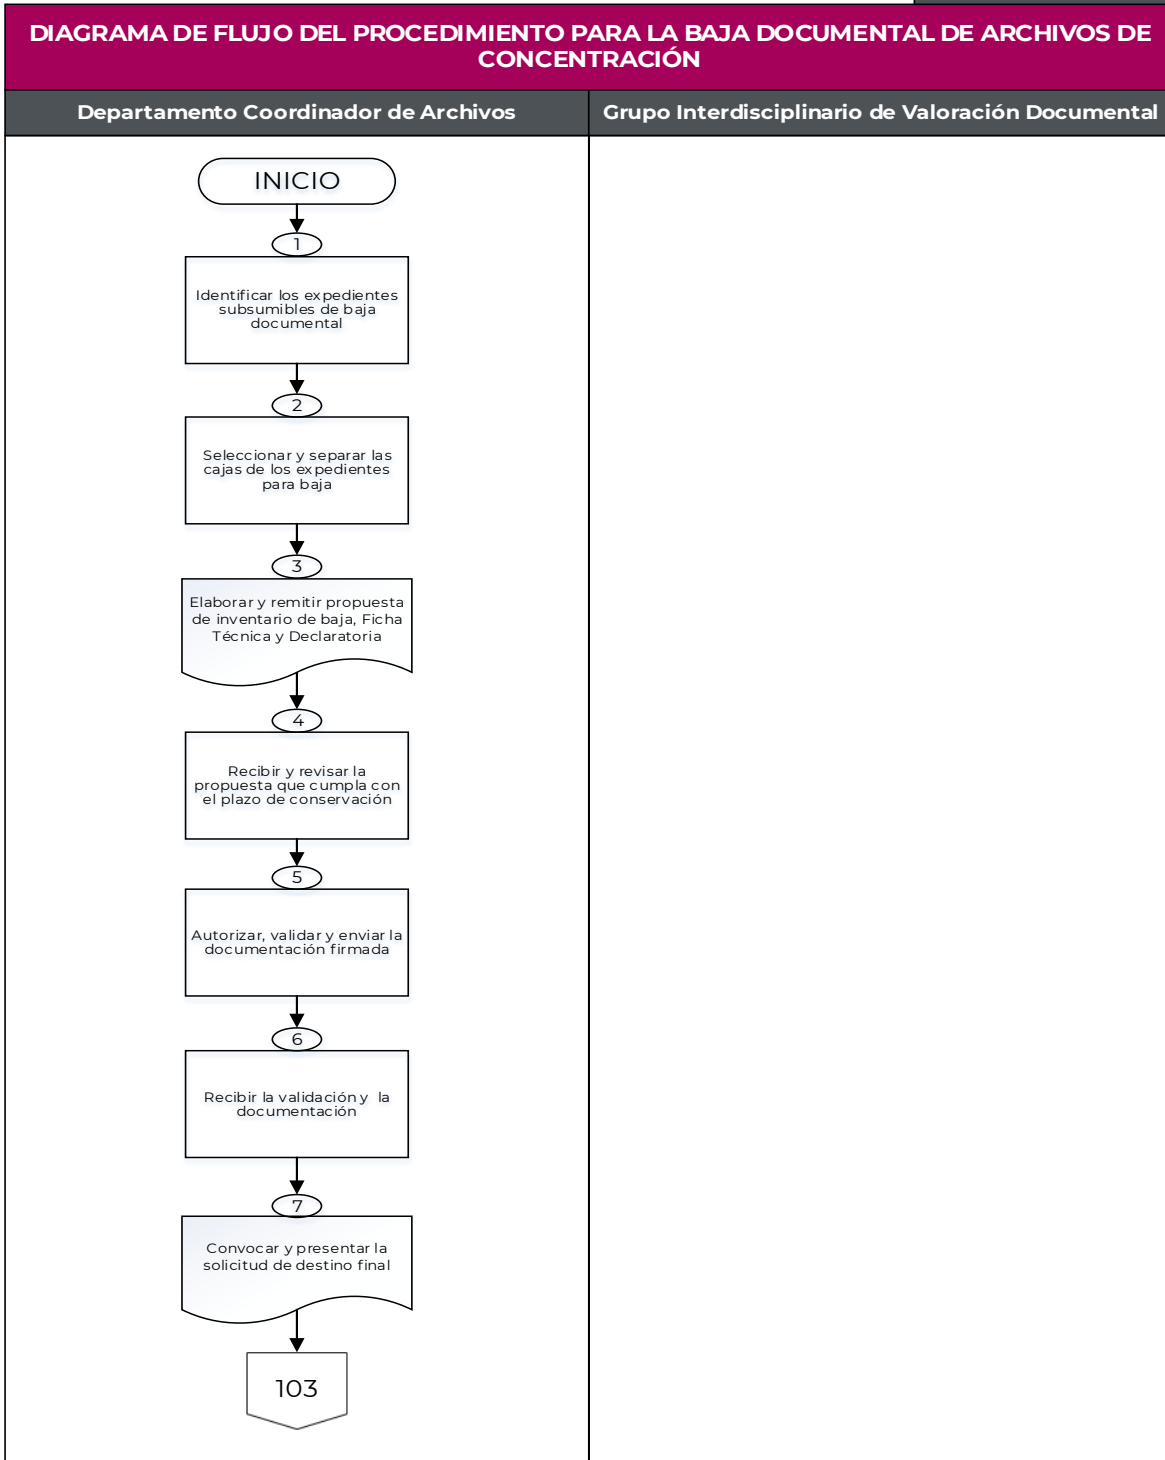 DIAGRAMA DE FLUJO DEL PROCEDIMIENTO PARA LA BAJA DOCUMENTAL DE ARCHIVOS DE
CONCENTRACIÓN
Departamento Coordinador de Archivos
Grupo Interdisciplinario de Valoración Documental
INICIO
1
Identificar los expedientes
subsumibles de baja
documental
2
Seleccionar y separar las
cajas de los expedientes
para baja
3
Elaborar y remitir propuesta
de inventario de baja, Ficha
Técnica y Declaratoria
4
Recibir y revisar la
propuesta que cumpla con
el plazo de conservación
5
Autorizar, validar y enviar la
documentación firmada
6
Recibir la validación y la
documentación
7
Convocar y presentar la
solicitud de destino final
103